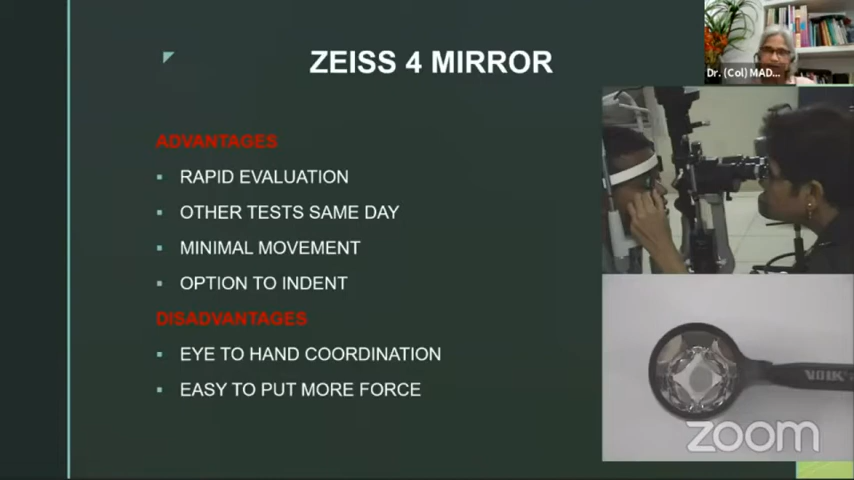 ZEISS 4 MIRROR
Dr. (Col) MAD...
ADVANTAGES
▪ RAPID EVALUATION
▪ OTHER TESTS SAME DAY
▪ MINIMAL MOVEMENT
▪ OPTION TO INDENT
DISADVANTAGES
▪ EYE TO HAND COORDINATION
▪ EASY TO PUT MORE FORCE
VOLK
zoom